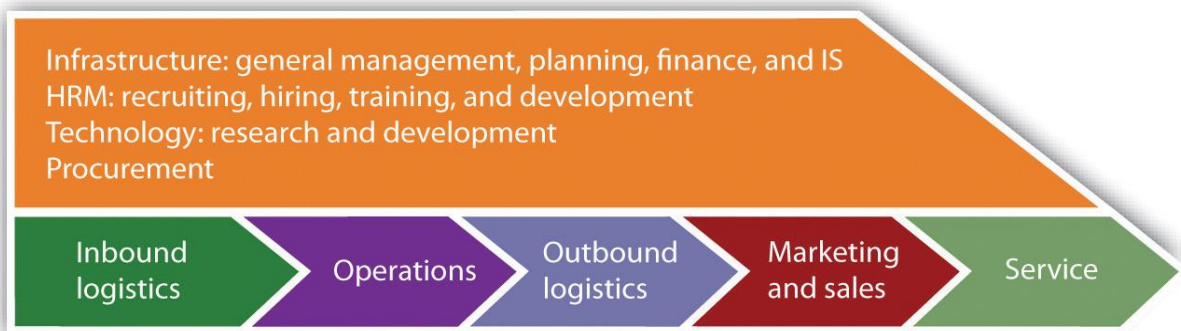 Infrastructure: general management, planning, finance, and IS
HRM: recruiting, hiring, training, and development
Technology: research and development
Procurement
Inbound
logistics
Operations
Outbound
logistics
Marketing
and sales
Service